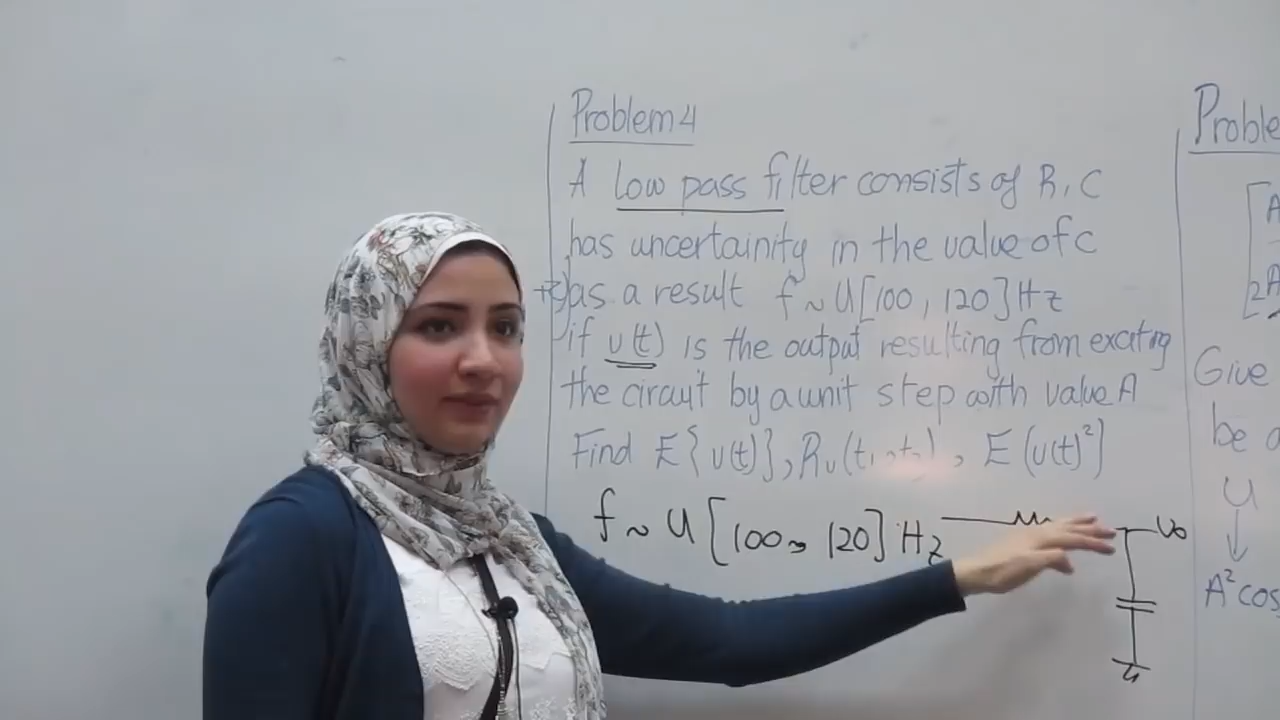 Problem 4
A low pass filter consists of R, C
has uncertainity in the value of C
as a result f ~ U[100, 120] Hz
if v(t) is the output resulting from exciting
the circuit by a unit step with value A
Find E{v(t)}, Rv(t1, t2), E(v(t)²)
f ~ U [100, 120] Hz
Vo
Proble
Give
be a
U
A² cos